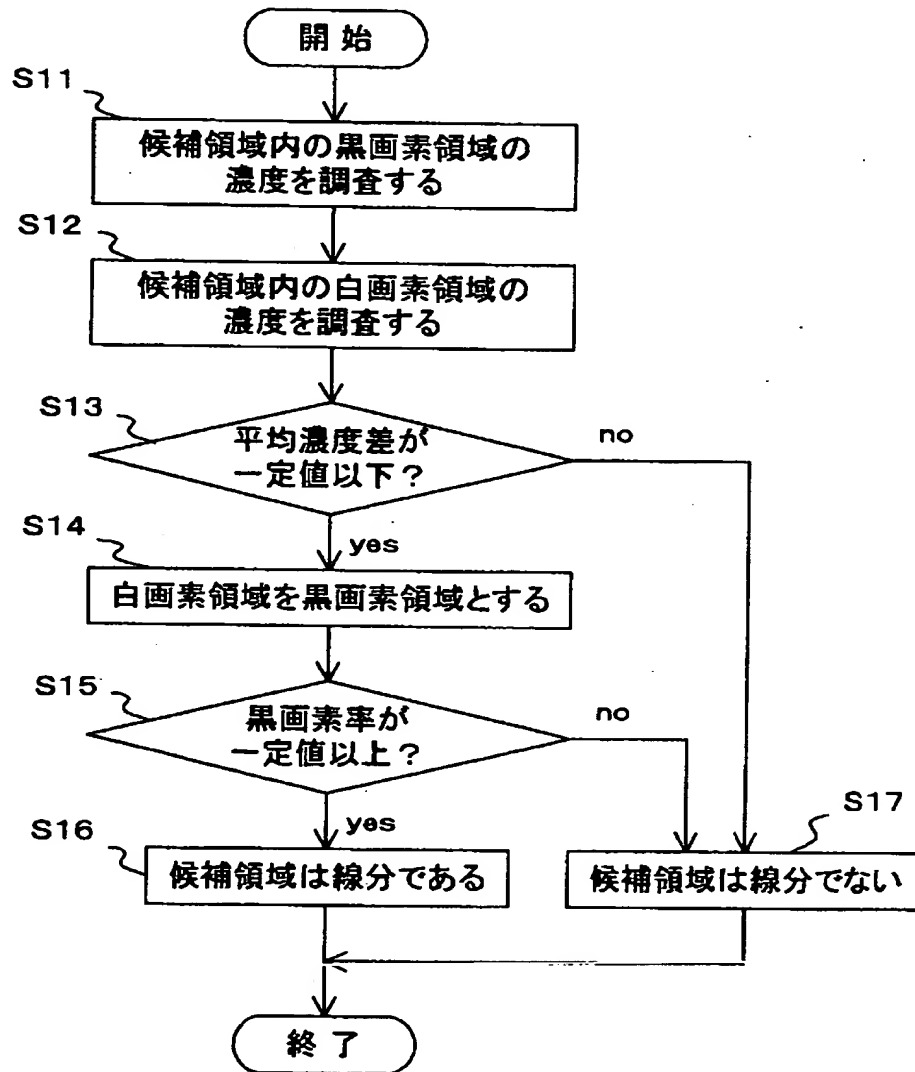 開始
S11
候補領域内の黒画素領域の
濃度を調査する
S12
候補領域内の白画素領域の
濃度を調査する
S13
平均濃度差が
一定値以下？
no
yes
S14
白画素領域を黒画素領域とする
S15
黒画素率が
一定値以上？
no
yes
S16
候補領域は線分である
S17
候補領域は線分でない
終了